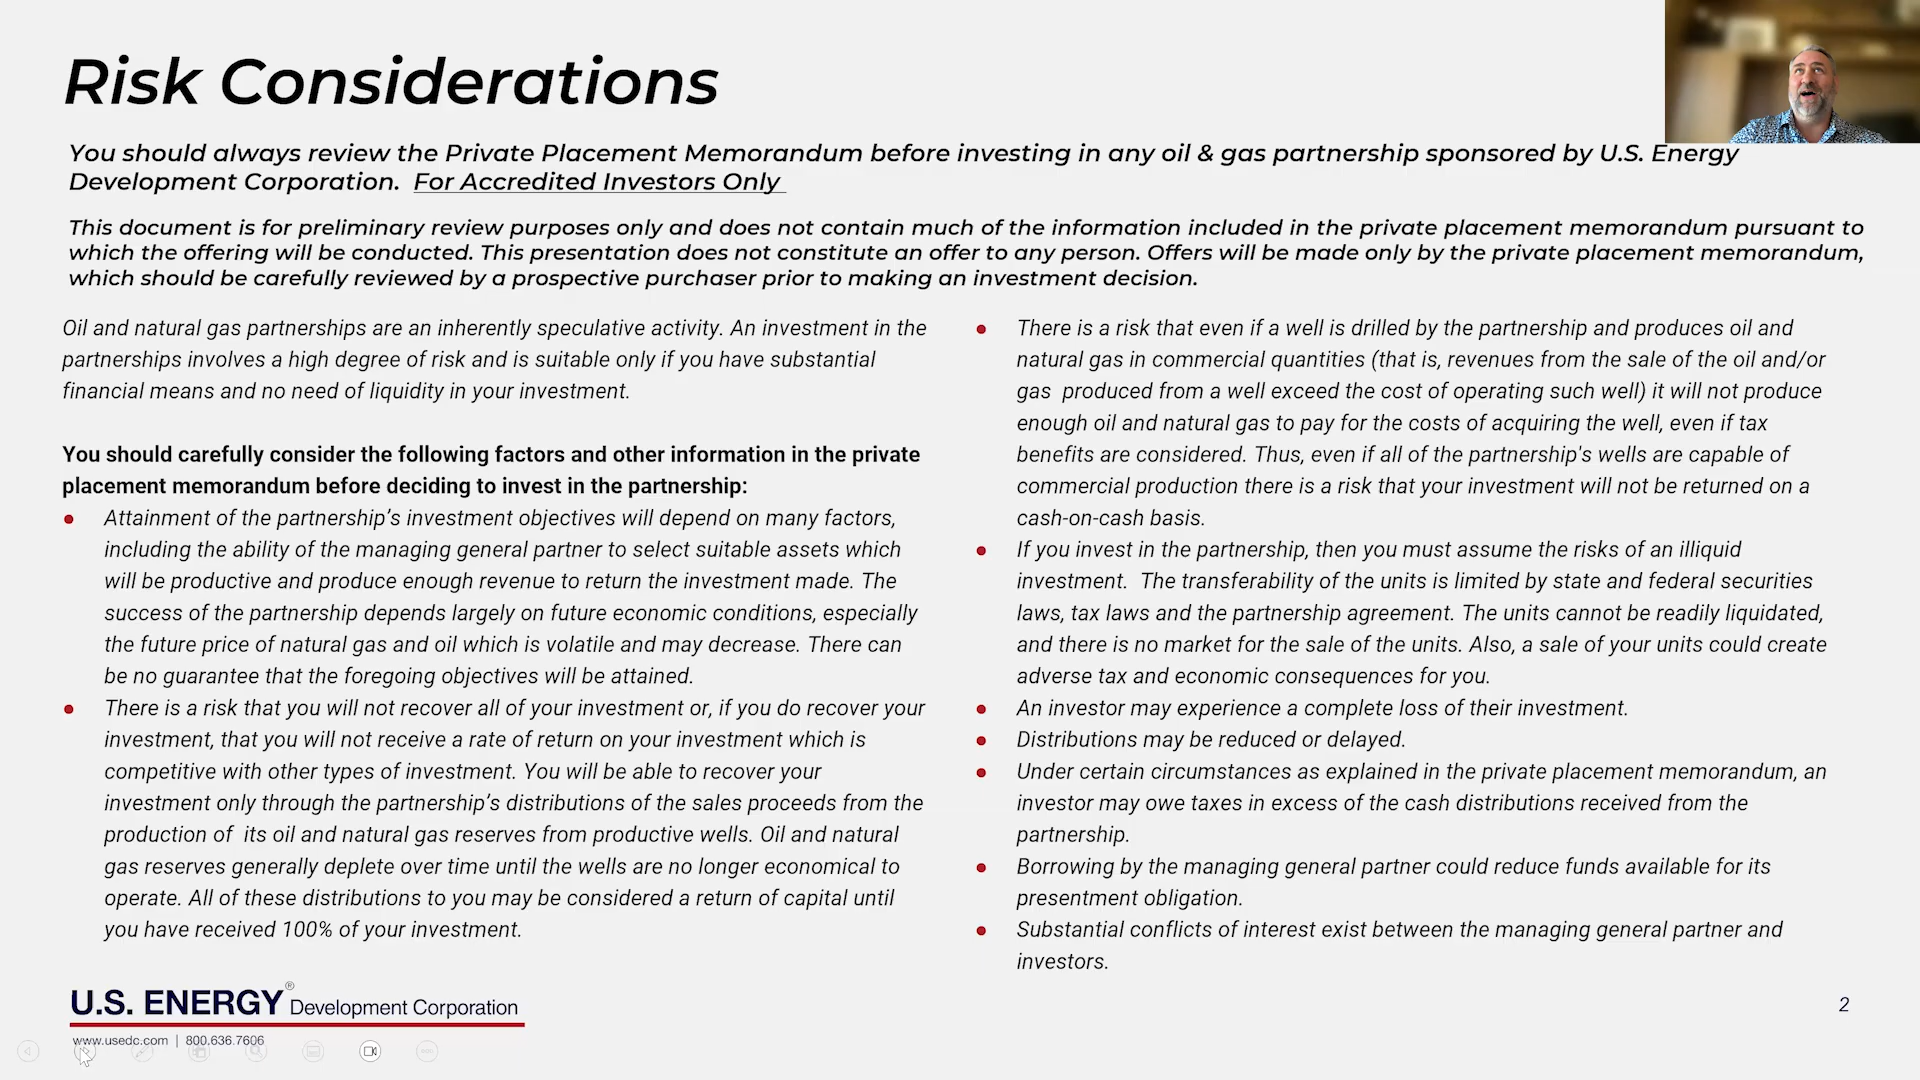 Risk Considerations
You should always review the Private Placement Memorandum before investing in any oil & gas partnership sponsored by U.S. Energy
Development Corporation. For Accredited Investors Only
This document is for preliminary review purposes only and does not contain much of the information included in the private placement memorandum pursuant to
which the offering will be conducted. This presentation does not constitute an offer to any person. Offers will be made only by the private placement memorandum,
which should be carefully reviewed by a prospective purchaser prior to making an investment decision.
Oil and natural gas partnerships are an inherently speculative activity. An investment in the
partnerships involves a high degree of risk and is suitable only if you have substantial
financial means and no need of liquidity in your investment.
You should carefully consider the following factors and other information in the private
placement memorandum before deciding to invest in the partnership:
● Attainment of the partnership’s investment objectives will depend on many factors,
including the ability of the managing general partner to select suitable assets which
will be productive and produce enough revenue to return the investment made. The
success of the partnership depends largely on future economic conditions, especially
the future price of natural gas and oil which is volatile and may decrease. There can
be no guarantee that the foregoing objectives will be attained.
● There is a risk that you will not recover all of your investment or, if you do recover your
investment, that you will not receive a rate of return on your investment which is
competitive with other types of investment. You will be able to recover your
investment only through the partnership’s distributions of the sales proceeds from the
production of its oil and natural gas reserves from productive wells. Oil and natural
gas reserves generally deplete over time until the wells are no longer economical to
operate. All of these distributions to you may be considered a return of capital until
you have received 100% of your investment.
● There is a risk that even if a well is drilled by the partnership and produces oil and
natural gas in commercial quantities (that is, revenues from the sale of the oil and/or
gas produced from a well exceed the cost of operating such well) it will not produce
enough oil and natural gas to pay for the costs of acquiring the well, even if tax
benefits are considered. Thus, even if all of the partnership's wells are capable of
commercial production there is a risk that your investment will not be returned on a
cash-on-cash basis.
● If you invest in the partnership, then you must assume the risks of an illiquid
investment. The transferability of the units is limited by state and federal securities
laws, tax laws and the partnership agreement. The units cannot be readily liquidated,
and there is no market for the sale of the units. Also, a sale of your units could create
adverse tax and economic consequences for you.
● An investor may experience a complete loss of their investment.
● Distributions may be reduced or delayed.
● Under certain circumstances as explained in the private placement memorandum, an
investor may owe taxes in excess of the cash distributions received from the
partnership.
● Borrowing by the managing general partner could reduce funds available for its
presentment obligation.
● Substantial conflicts of interest exist between the managing general partner and
investors.
U.S. ENERGY® Development Corporation
www.usedc.com | 800.636.7606
2